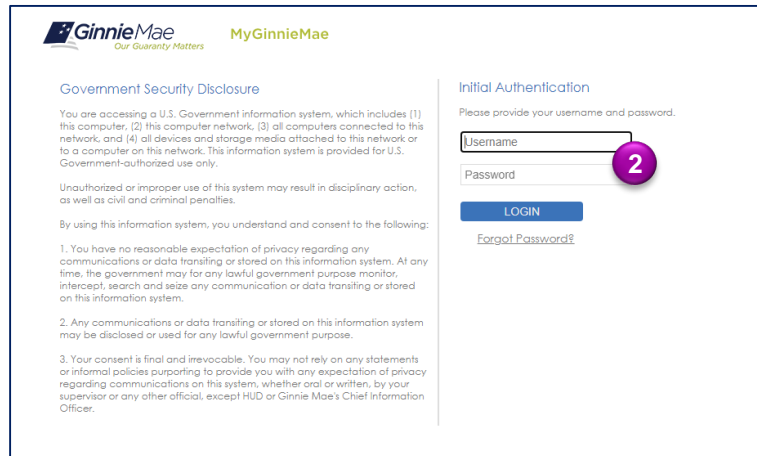 GinnieMae
Our Guaranty Matters
MyGinnieMae
Government Security Disclosure
You are accessing a U.S. Government information system, which includes (1)
this computer, (2) this computer network, (3) all computers connected to this
network, and (4) all devices and storage media attached to this network or
to a computer on this network. This information system is provided for U.S.
Government-authorized use only.
Unauthorized or improper use of this system may result in disciplinary action,
as well as civil and criminal penalties.
By using this information system, you understand and consent to the following:
1. You have no reasonable expectation of privacy regarding any
communications or data transiting or stored on this information system. At any
time, the government may for any lawful government purpose monitor,
intercept, search and seize any communication or data transiting or stored
on this information system.
2. Any communications or data transiting or stored on this information system
may be disclosed or used for any lawful government purpose.
3. Your consent is final and irrevocable. You may not rely on any statements
or informal policies purporting to provide you with any expectation of privacy
regarding communications on this system, whether oral or written, by your
supervisor or any other official, except HUD or Ginnie Mae's Chief Information
Officer.
Initial Authentication
Please provide your username and password.
Username
2
Password
LOGIN
Forgot Password?